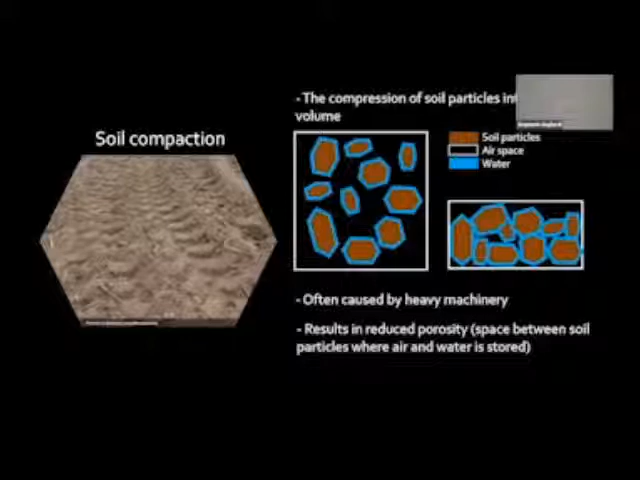 Soil compaction
- The compression of soil particles
volume
Soil particles
Air space
Water
- Often caused by heavy machinery
- Results in reduced porosity (space between soil
particles where air and water is stored)